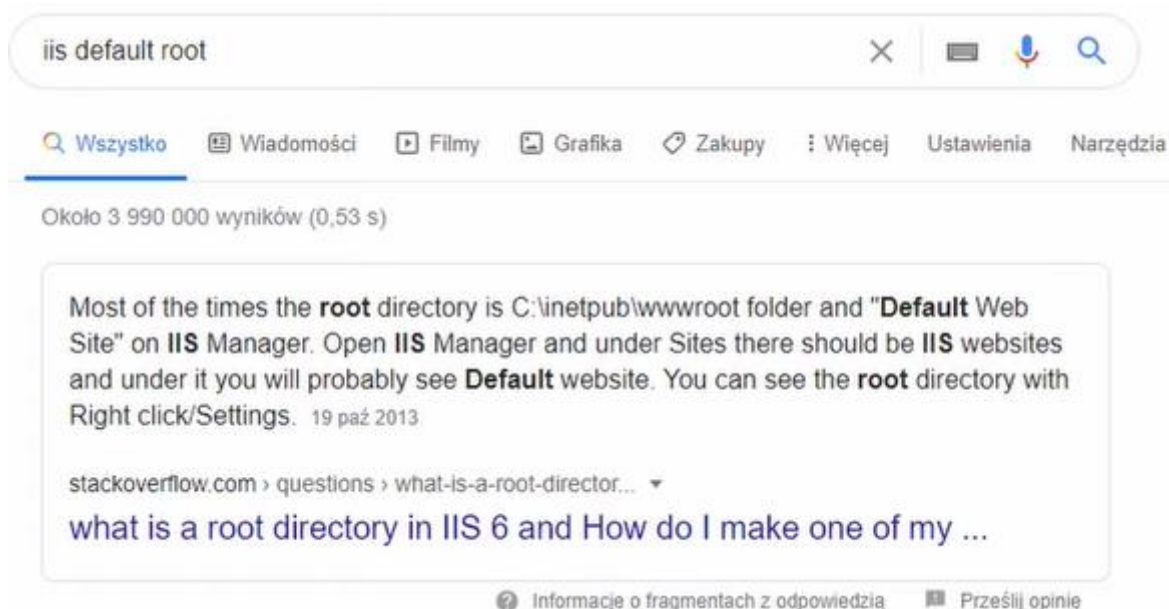 iis default root
Wszystko Wiadomości Filmy Grafika Zakupy Więcej Ustawienia Narzędzia
Około 3 990 000 wyników (0,53 s)
Most of the times the root directory is C:\inetpub\wwwroot folder and "Default Web
Site" on IIS Manager. Open IIS Manager and under Sites there should be IIS websites
and under it you will probably see Default website. You can see the root directory with
Right click/Settings. 19 paź 2013
stackoverflow.com › questions › what-is-a-root-director...
what is a root directory in IIS 6 and How do I make one of my ...
Informacje o fragmentach z odpowiedzią Prześlij opinię